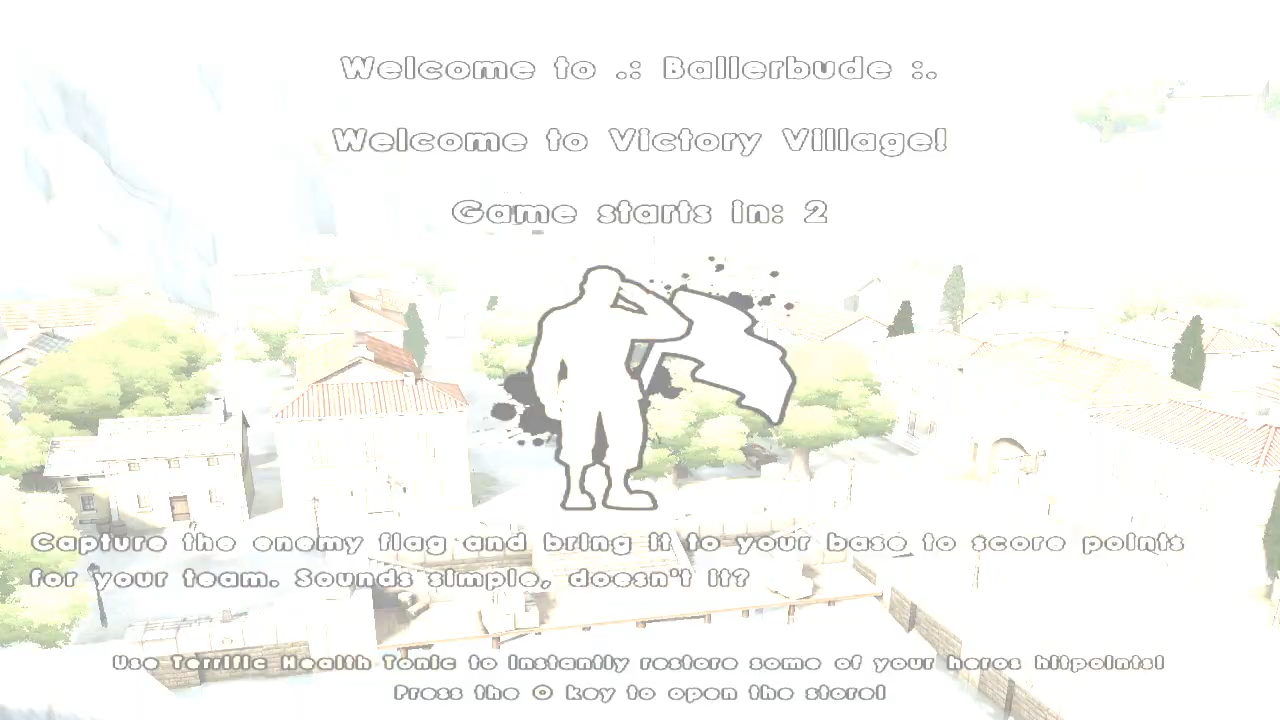 Welcome to .: Ballerbude :.
Welcome to Victory Village!
Game starts in: 2
Capture the enemy flag and bring it to your base to score points
for your team. Sounds simple, doesn't it?
Use Terrific Health Tonic to instantly restore some of your heros hitpoints!
Press the O key to open the store!